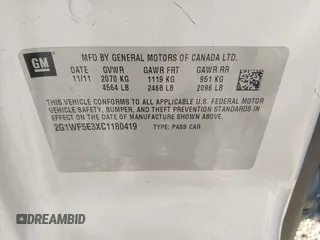 GM
MFD BY GENERAL MOTORS OF CANADA LTD.
DATE GVWR GAWR FRT GAWR RR
11/11 2070 KG 1119 KG 951 KG
4564 LB 2468 LB 2096 LB
THIS VEHICLE CONFORMS TO ALL APPLICABLE U.S. FEDERAL MOTOR
VEHICLE SAFETY, BUMPER, AND THEFT PREVENTION STANDARDS
IN EFFECT ON THE DATE OF MANUFACTURE SHOWN ABOVE.
2G1WF5E3XC1180419 TYPE: PASS CAR
DREAMBID